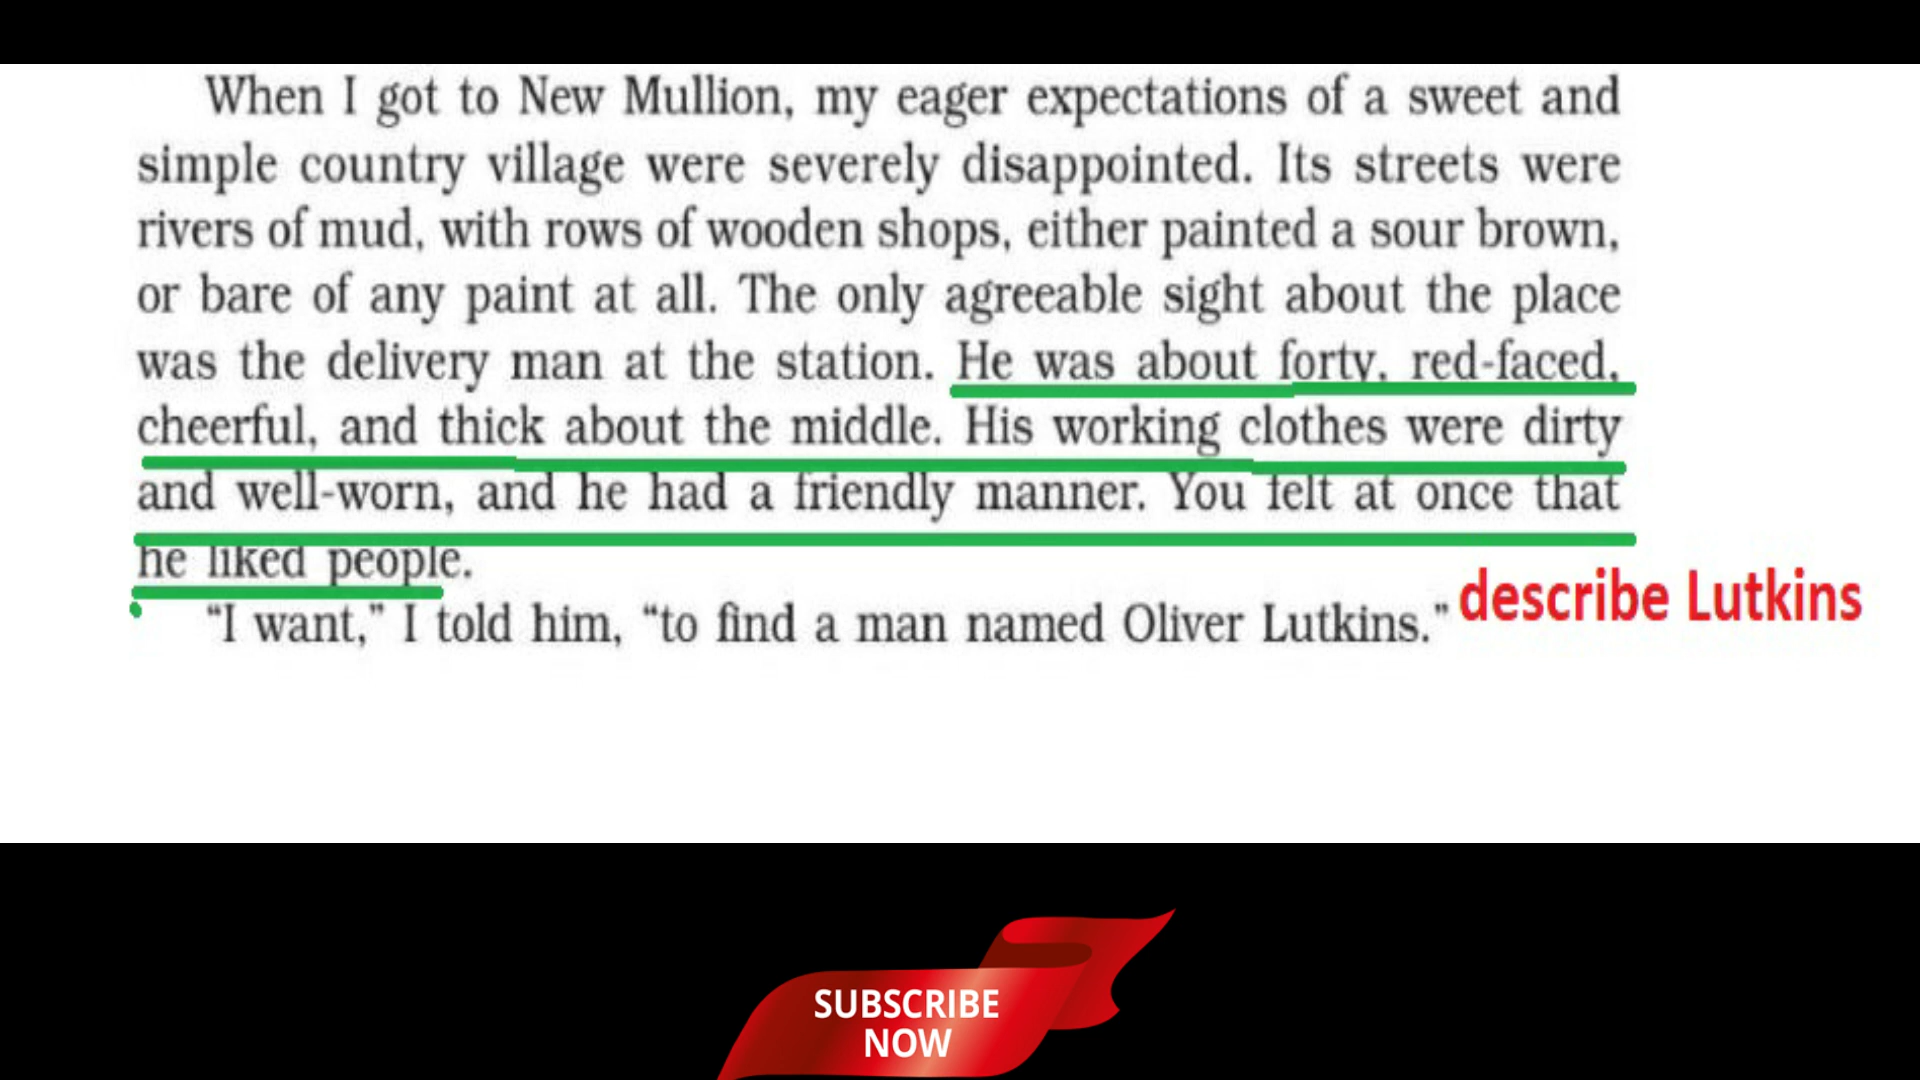 When I got to New Mullion, my eager expectations of a sweet and
simple country village were severely disappointed. Its streets were
rivers of mud, with rows of wooden shops, either painted a sour brown,
or bare of any paint at all. The only agreeable sight about the place
was the delivery man at the station. He was about forty, red-faced,
cheerful, and thick about the middle. His working clothes were dirty
and well-worn, and he had a friendly manner. You felt at once that
he liked people.
“I want,” I told him, “to find a man named Oliver Lutkins.”
describe Lutkins
SUBSCRIBE
NOW